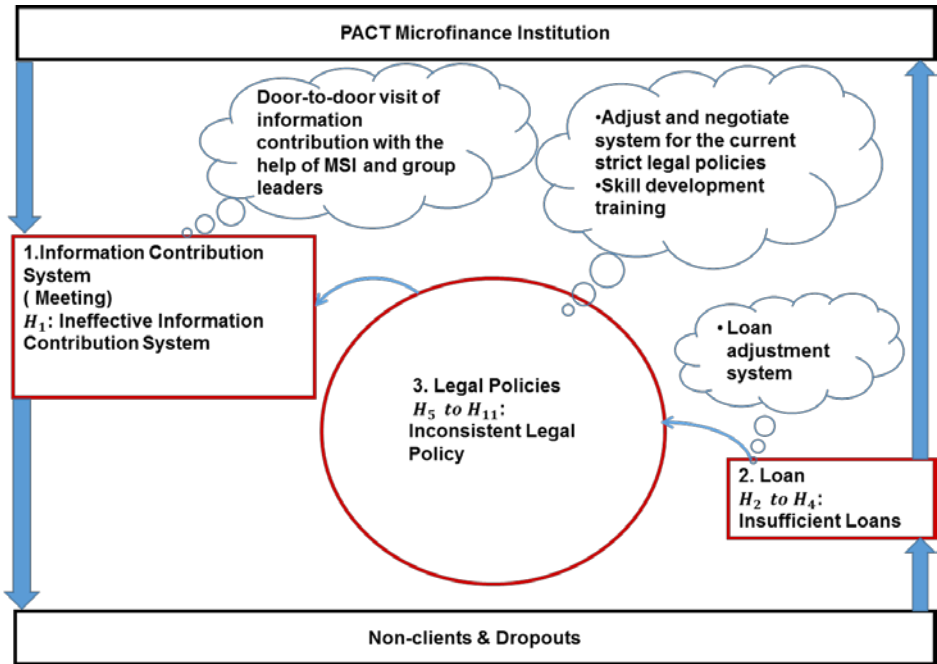 PACT Microfinance Institution
Door-to-door visit of
information
contribution with the
help of MSI and group
leaders
•Adjust and negotiate
system for the current
strict legal policies
•Skill development
training
1.Information Contribution
System
( Meeting)
H₁: Ineffective Information
Contribution System
• Loan
adjustment
system
3. Legal Policies
H₅ to H₁₁:
Inconsistent Legal
Policy
2. Loan
H₂ to H₄:
Insufficient Loans
Non-clients & Dropouts